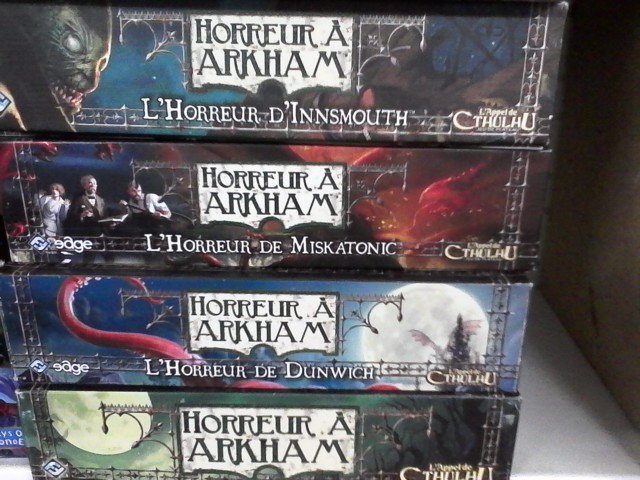 HORREUR À
ARKHAM
L'HORREUR D'INNSMOUTH
L'Appel de
CTHULHU
HORREUR À
ARKHAM
edge
L'HORREUR DE MISKATONIC
L'Appel de
CTHULHU
HORREUR À
ARKHAM
edge
L'HORREUR DE DUNWICH
L'Appel de
CTHULHU
HORREUR À
ARKHAM
L'Appel de
CTHULHU